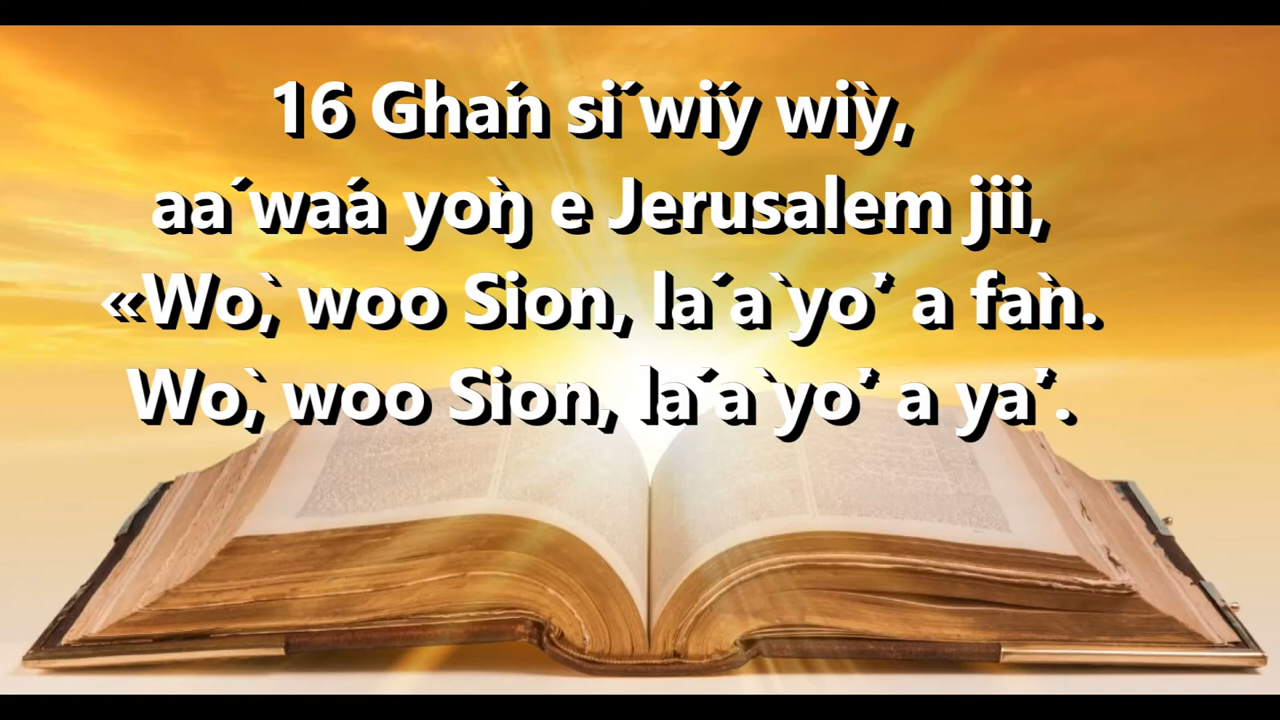 16 Ghań si ́wiý wiỳ,
aa ́waá yoŋ̀ e Jerusalem jii,
«Wo,̀ woo Sion, la ́a ̀yo’ a faǹ.
Wo,̀ woo Sion, la ́a ̀yo’ a ya’.